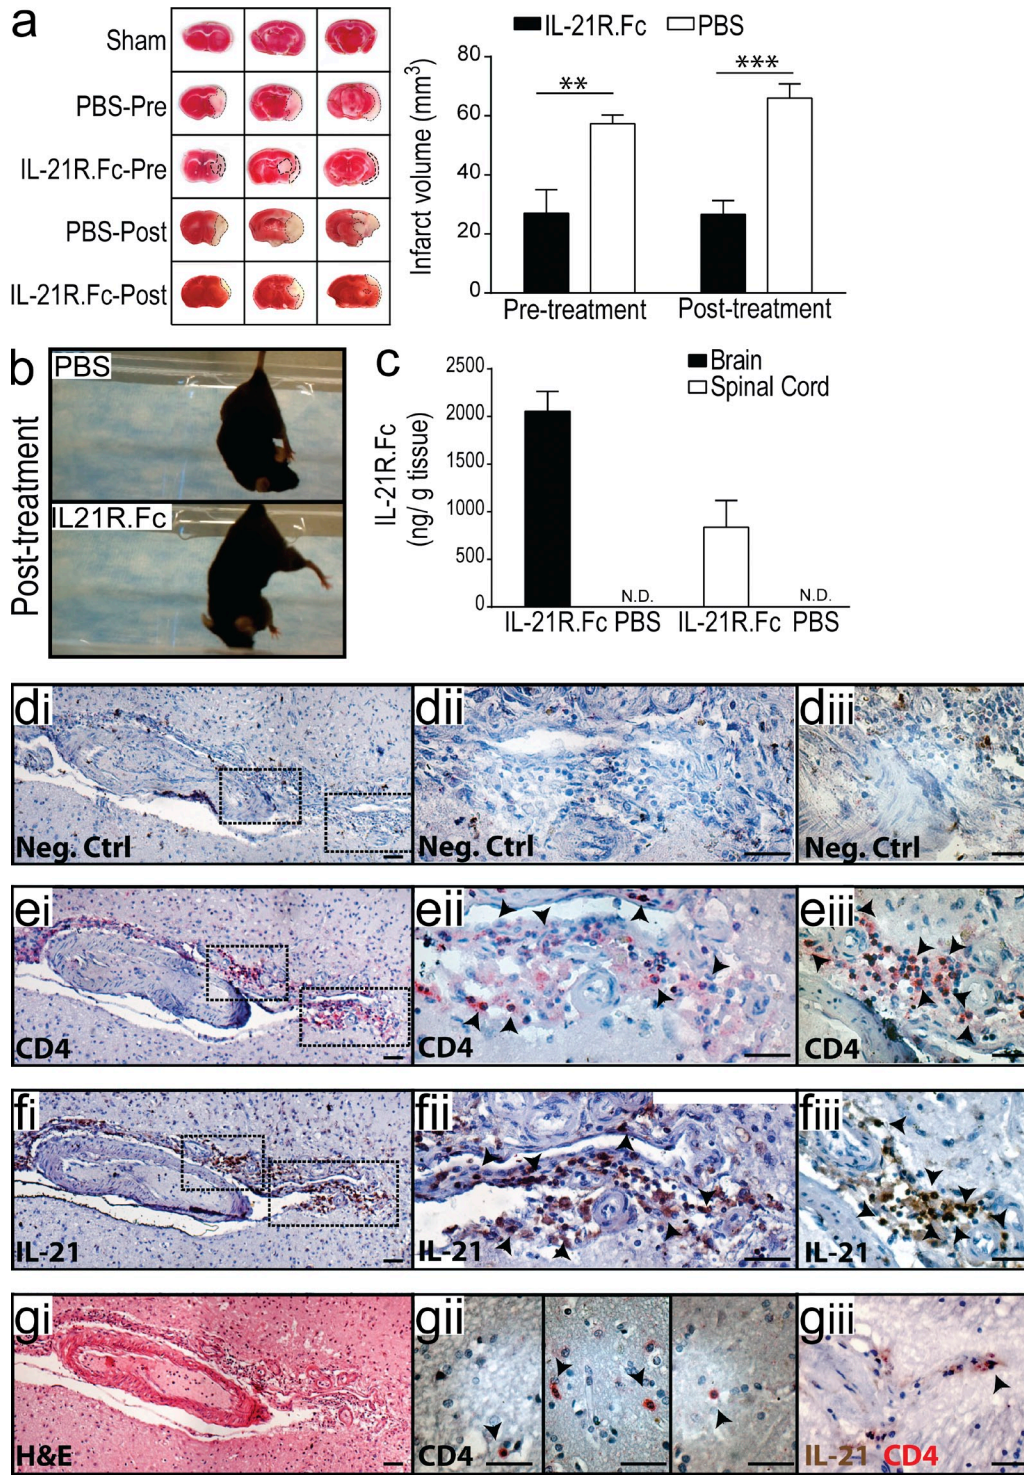 a
Sham
PBS-Pre
IL-21R.Fc-Pre
PBS-Post
IL-21R.Fc-Post
IL-21R.Fc PBS
Infarct volume (mm³)
80
60
40
20
0
** ***
Pre-treatment Post-treatment
b
Post-treatment
PBS
IL21R.Fc
c
Brain
Spinal Cord
IL-21R.Fc
(ng/ g tissue)
2500
2000
1500
1000
500
0
N.D. N.D.
IL-21R.Fc PBS IL-21R.Fc PBS
di dii diii
Neg. Ctrl Neg. Ctrl Neg. Ctrl
ei eii eiii
CD4 CD4 CD4
fi fii fiii
IL-21 IL-21 IL-21
gi gii giii
H&E CD4 IL-21 CD4